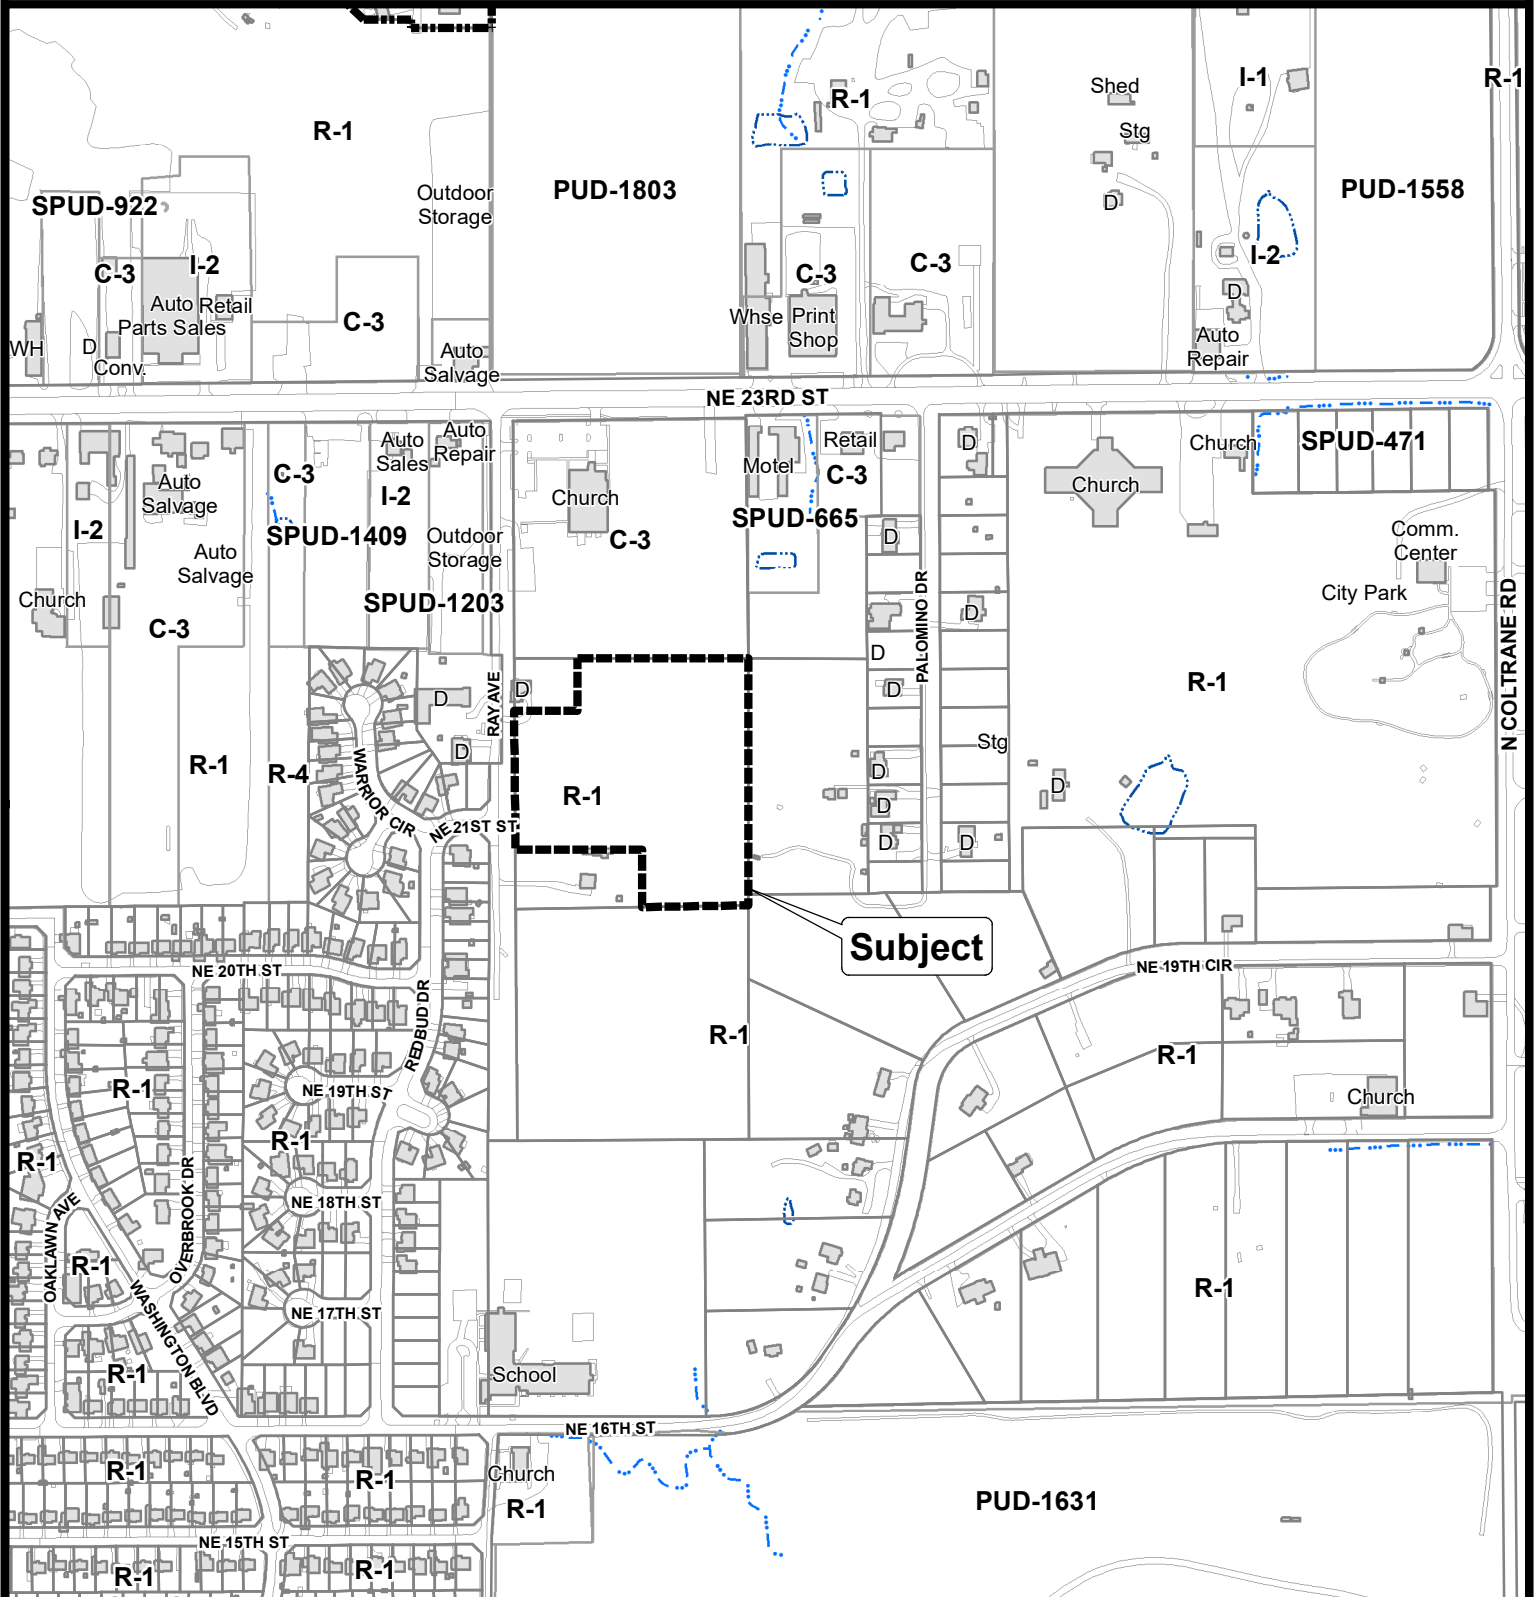 R-1
I-1
R-1
Shed
R-1
Stg
SPUD-922
Outdoor
Storage
PUD-1803
D
PUD-1558
C-3
I-2
C-3
C-3
I-2
Auto
Parts Sales
Retail
C-3
Whse
Print
Shop
D
WH
D
Conv.
Auto
Salvage
Auto
Repair
NE 23RD ST
Auto
Sales
Auto
Repair
Motel
Retail
C-3
D
Church
SPUD-471
C-3
I-2
Auto
Salvage
Church
Church
I-2
SPUD-1409
Outdoor
Storage
C-3
SPUD-665
D
Comm.
Center
Auto
Salvage
City Park
Church
C-3
SPUD-1203
D
PALOMINO DR
N COLTRANE RD
D
D
D
RAY AVE
D
R-1
D
Stg
R-1
R-4
WARRIOR CIR
R-1
D
D
D
NE 21ST ST
D
D
Subject
NE 20TH ST
NE 19TH CIR
REDBUD DR
R-1
R-1
R-1
NE 19TH ST
Church
R-1
R-1
OVERBROOK DR
NE 18TH ST
OAKLAWN AVE
R-1
R-1
WASHINGTON BLVD
NE 17TH ST
R-1
School
NE 16TH ST
R-1
R-1
Church
R-1
PUD-1631
NE 15TH ST
R-1
R-1